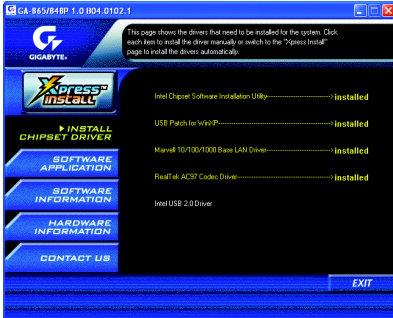 GA-865/848P 1.0 B04.0102.1
This page shows the drivers that need to be installed for the system. Click
each item to install the driver manually or switch to the "Xpress Install"
page to install the drivers automatically.
GIGABYTE
Xpress™
INSTALL
INSTALL
CHIPSET DRIVER
SOFTWARE
APPLICATION
SOFTWARE
INFORMATION
HARDWARE
INFORMATION
CONTACT US
Intel Chipset Software Installation Utility---> installed
USB Patch for WinXP---> installed
Marvell 10/100/1000 Base LAN Driver---> installed
RealTek AC97 Codec Driver---> installed
Intel USB 2.0 Driver
EXIT